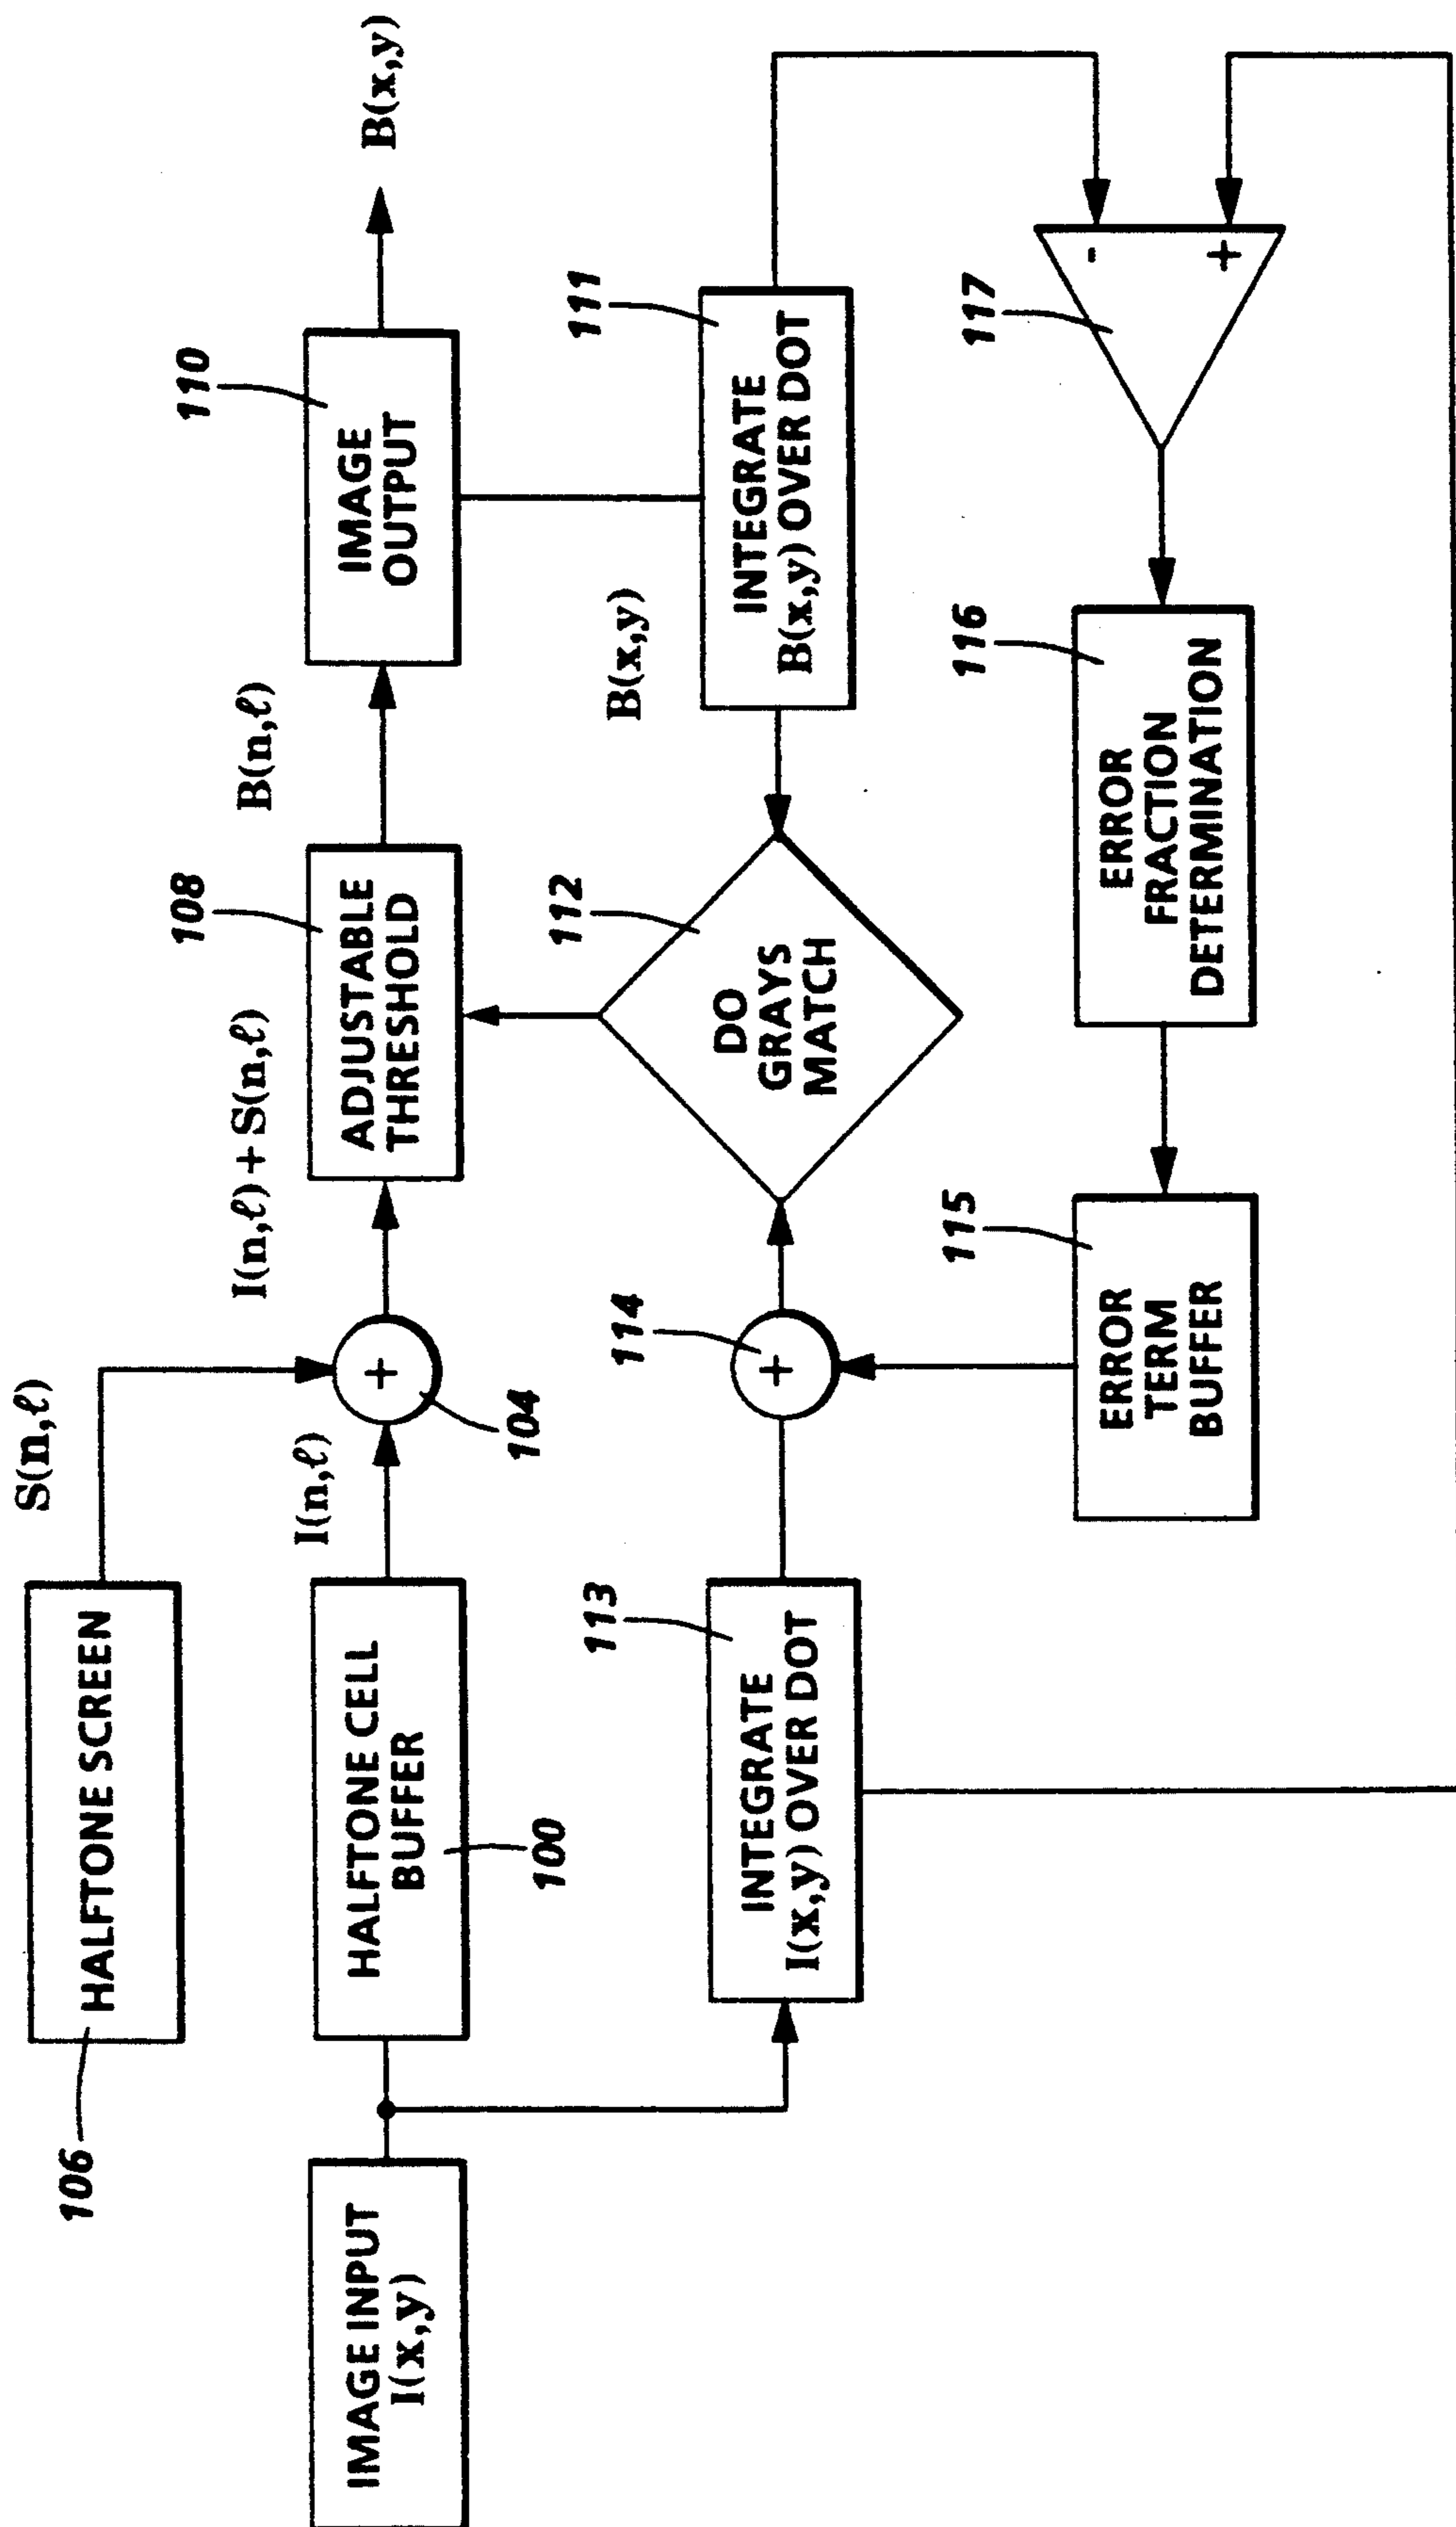 S(n,ℓ)
106
HALFTONE SCREEN
IMAGE INPUT
I(x,y)
HALFTONE CELL
BUFFER
100
I(n,ℓ)
+
104
I(n,ℓ) + S(n,ℓ)
108
ADJUSTABLE
THRESHOLD
B(n,ℓ)
110
IMAGE
OUTPUT
B(x,y)
113
INTEGRATE
I(x,y) OVER DOT
114
+
112
DO
GRAYS
MATCH
B(x,y)
111
INTEGRATE
B(x,y) OVER DOT
115
ERROR
TERM
BUFFER
116
ERROR
FRACTION
DETERMINATION
117
-
+